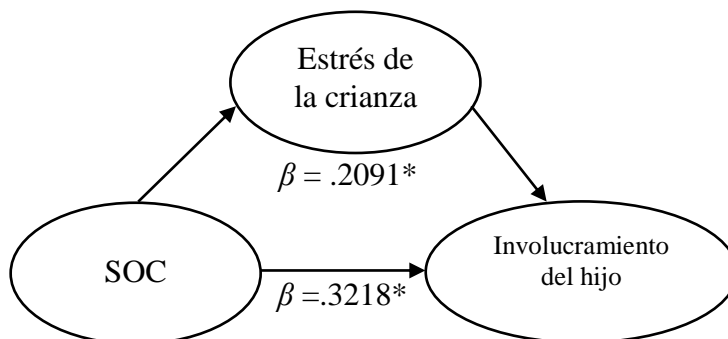 Estrés de
la crianza
β = .2091*
SOC
Involucramiento
del hijo
β =.3218*